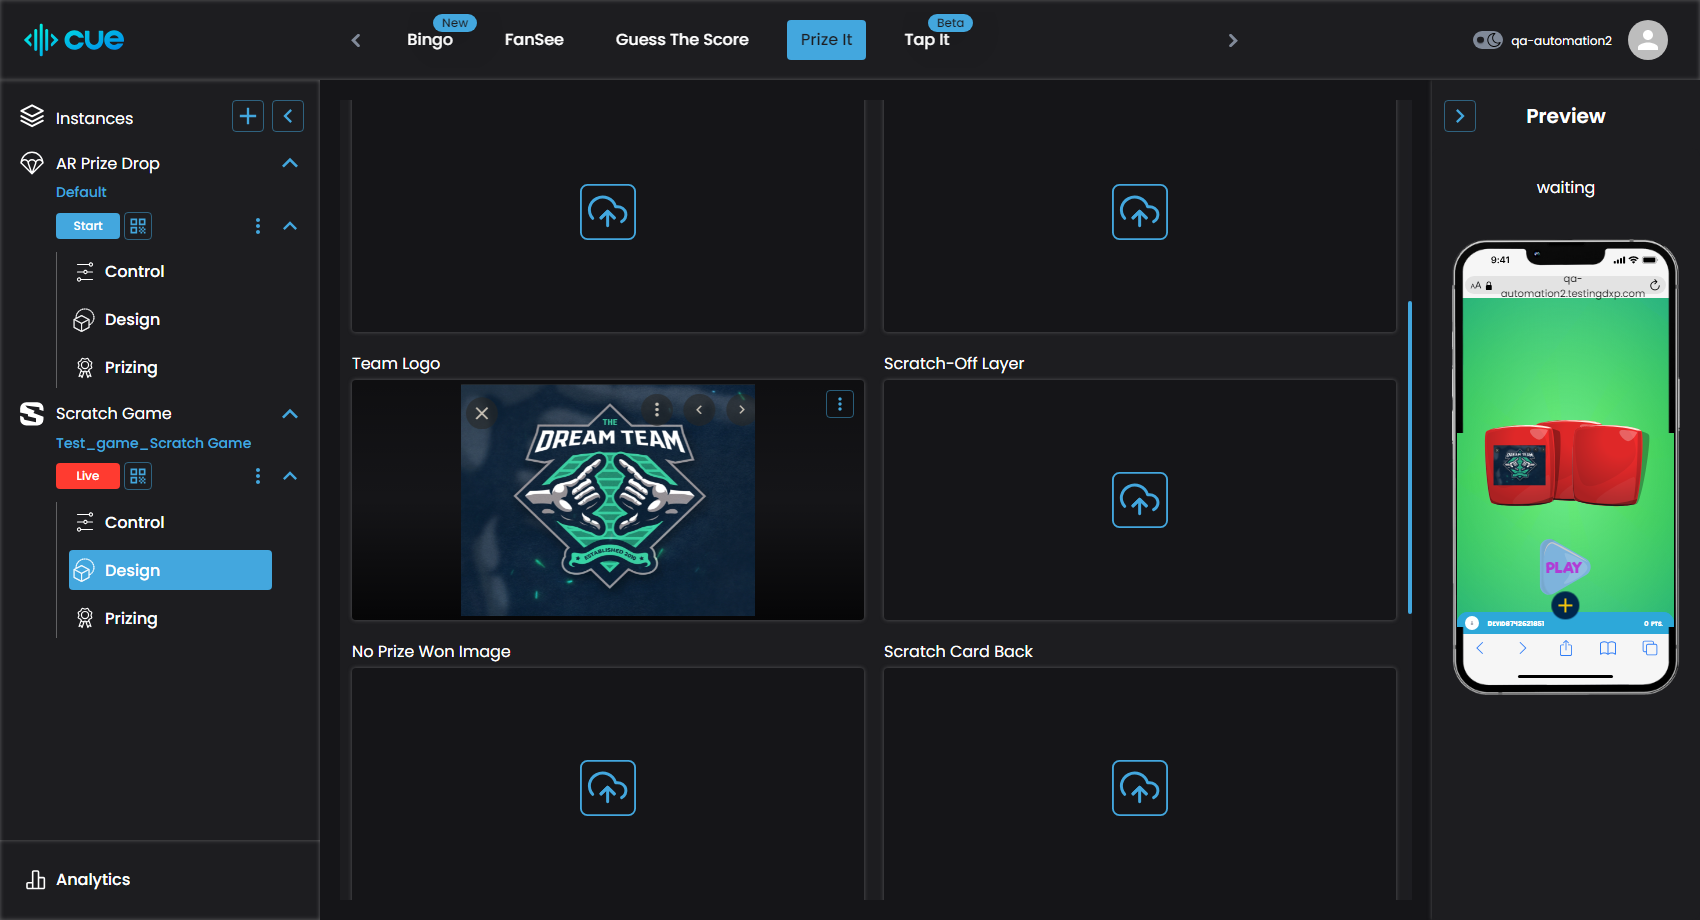 cue
New
Bingo
FanSee
Guess The Score
Prize It
Beta
Tap It
qa-automation2
Instances
AR Prize Drop
Default
Start
Control
Design
Prizing
Scratch Game
Test_game_Scratch Game
Live
Control
Design
Prizing
Analytics
Team Logo
Scratch-Off Layer
THE
DREAM TEAM
ESTABLISHED 2019
No Prize Won Image
Scratch Card Back
Preview
waiting
9:41
AA
qa-
automation2.testingdxp.com
DREAM TEAM
PLAY
0 PTS.